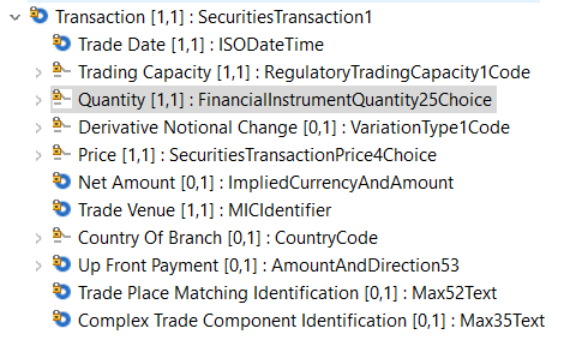 Transaction [1,1] : SecuritiesTransaction1
Trade Date [1,1] : ISODateTime
Trading Capacity [1,1] : RegulatoryTradingCapacity1Code
Quantity [1,1] : FinancialInstrumentQuantity25Choice
Derivative Notional Change [0,1] : VariationType1Code
Price [1,1] : SecuritiesTransactionPrice4Choice
Net Amount [0,1] : ImpliedCurrencyAndAmount
Trade Venue [1,1] : MICIdentifier
Country Of Branch [0,1] : CountryCode
Up Front Payment [0,1] : AmountAndDirection53
Trade Place Matching Identification [0,1] : Max52Text
Complex Trade Component Identification [0,1] : Max35Text